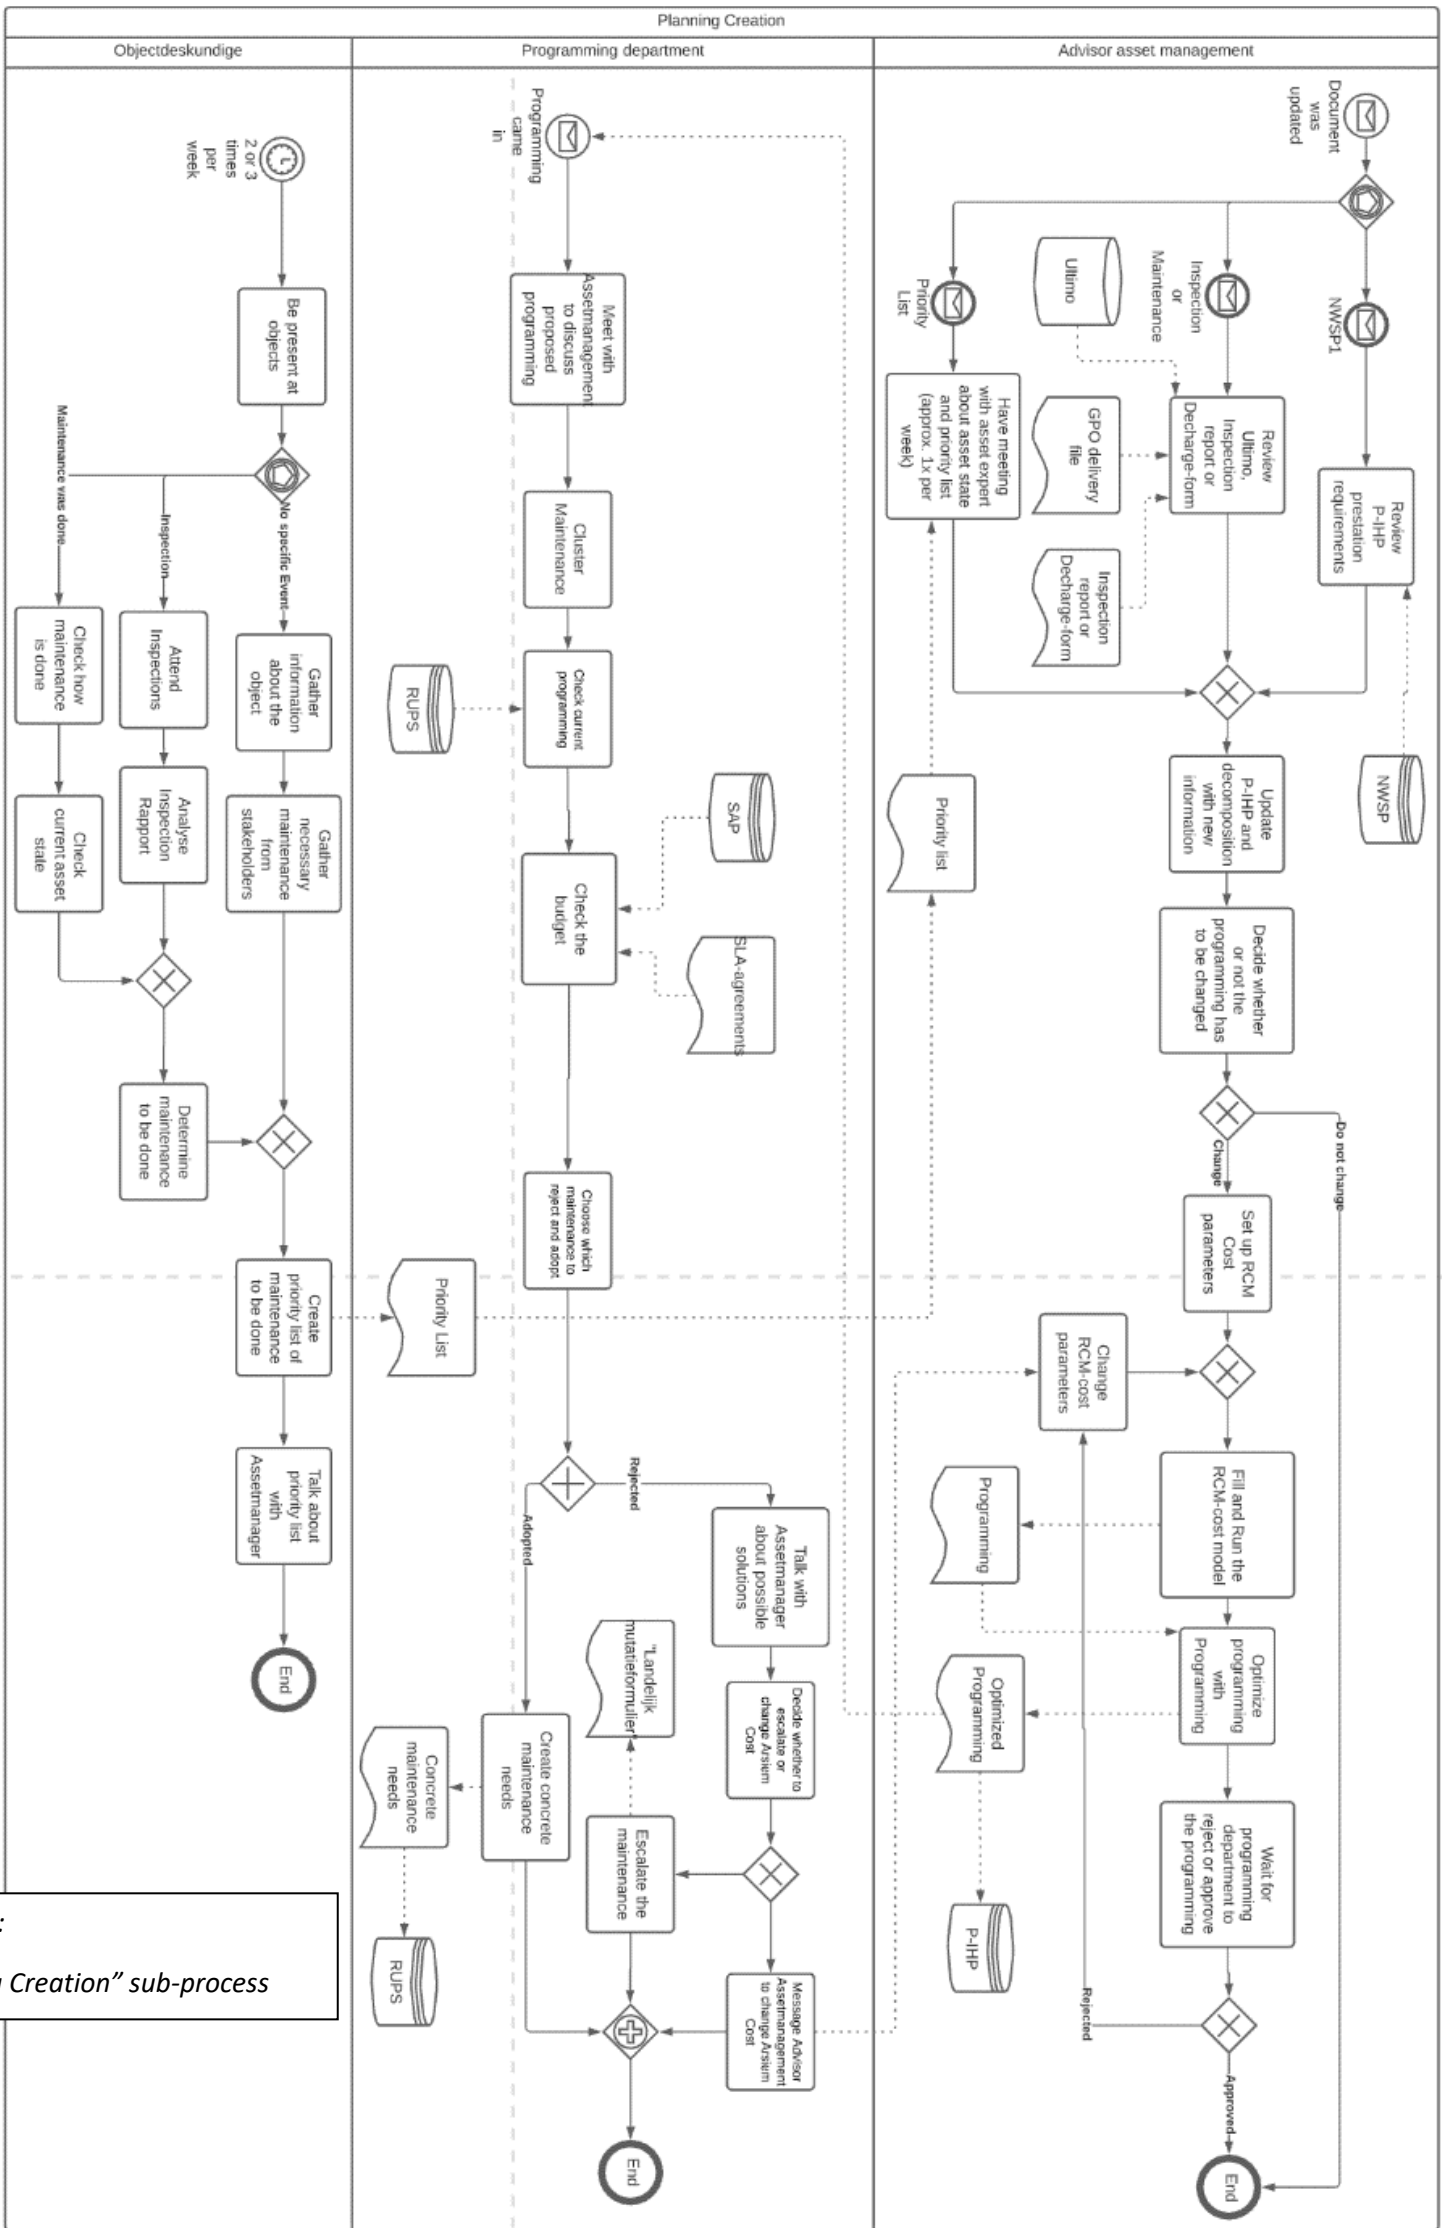 Planning Creation
Objectdeskundige
Programming department
Advisor asset management
Document
was
updated
NWSP1
Inspection
or
Maintenance
Priority
List
Ultimo
Review
P-IHP
prestation
requirements
Review
Ultimo,
Inspection
report or
Decharge-form
GPO delivery
file
Inspection
report or
Decharge-form
Have meeting
with asset expert
about asset state
and priority list
(approx. 1x per
week)
NWSP
Update
P-IHP and
decomposition
with new
information
Priority list
Decide whether
or not the
programming has
to be changed
Do not change
Change
Set up RCM
Cost
parameters
Change
RCM-cost
parameters
Fill and Run the
RCM-cost model
Programming
Optimize
programming
with
Programming
Optimized
Programming
P-IHP
Wait for
programming
department to
reject or approve
the programming
Rejected
Approved
End
Programming
came
in
Meet with
Assetmanagement
to discuss
proposed
programming
Cluster
Maintenance
Check current
programming
RUPS
SAP
Check the
budget
SLA-agreements
Choose which
maintenance to
reject and adopt
Priority List
Rejected
Adopted
Talk with
Assetmanager
about possible
solutions
"Landelijk
mutatieformulier"
Decide whether to
escalate or
change Arsium
Cost
Create concrete
maintenance
needs
Concrete
maintenance
needs
Escalate the
maintenance
RUPS
Message Advisor
Assetmanagement
to change Arsium
Cost
End
2 or 3
times
per
week
Be present at
objects
No specific Event
Inspection
Maintenance was done
Gather
information
about the
object
Attend
Inspections
Check how
maintenance
is done
Gather
necessary
maintenance
from
stakeholders
Analyse
Inspection
Rapport
Check
current asset
state
Determine
maintenance
to be done
Create
priority list of
maintenance
to be done
Talk about
priority list
with
Assetmanager
End
:
Creation” sub-process